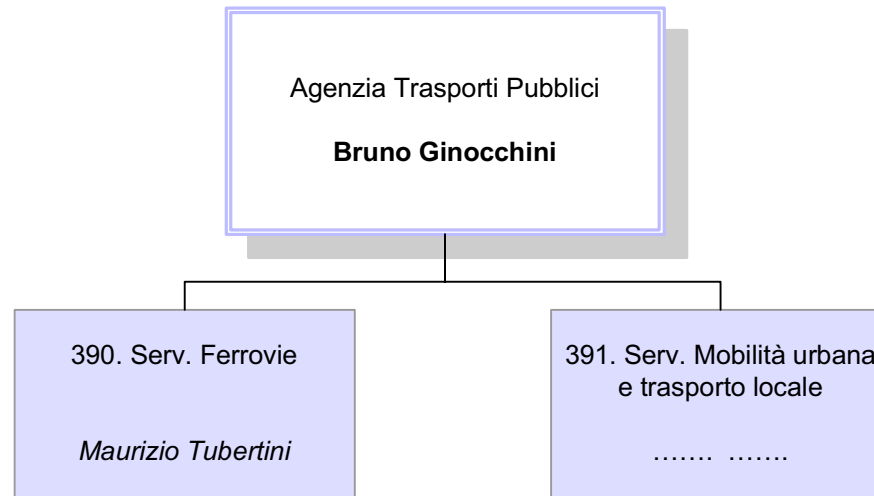 Agenzia Trasporti Pubblici
Bruno Ginocchini
390. Serv. Ferrovie
Maurizio Tubertini
391. Serv. Mobilità urbana
e trasporto locale
……. …….